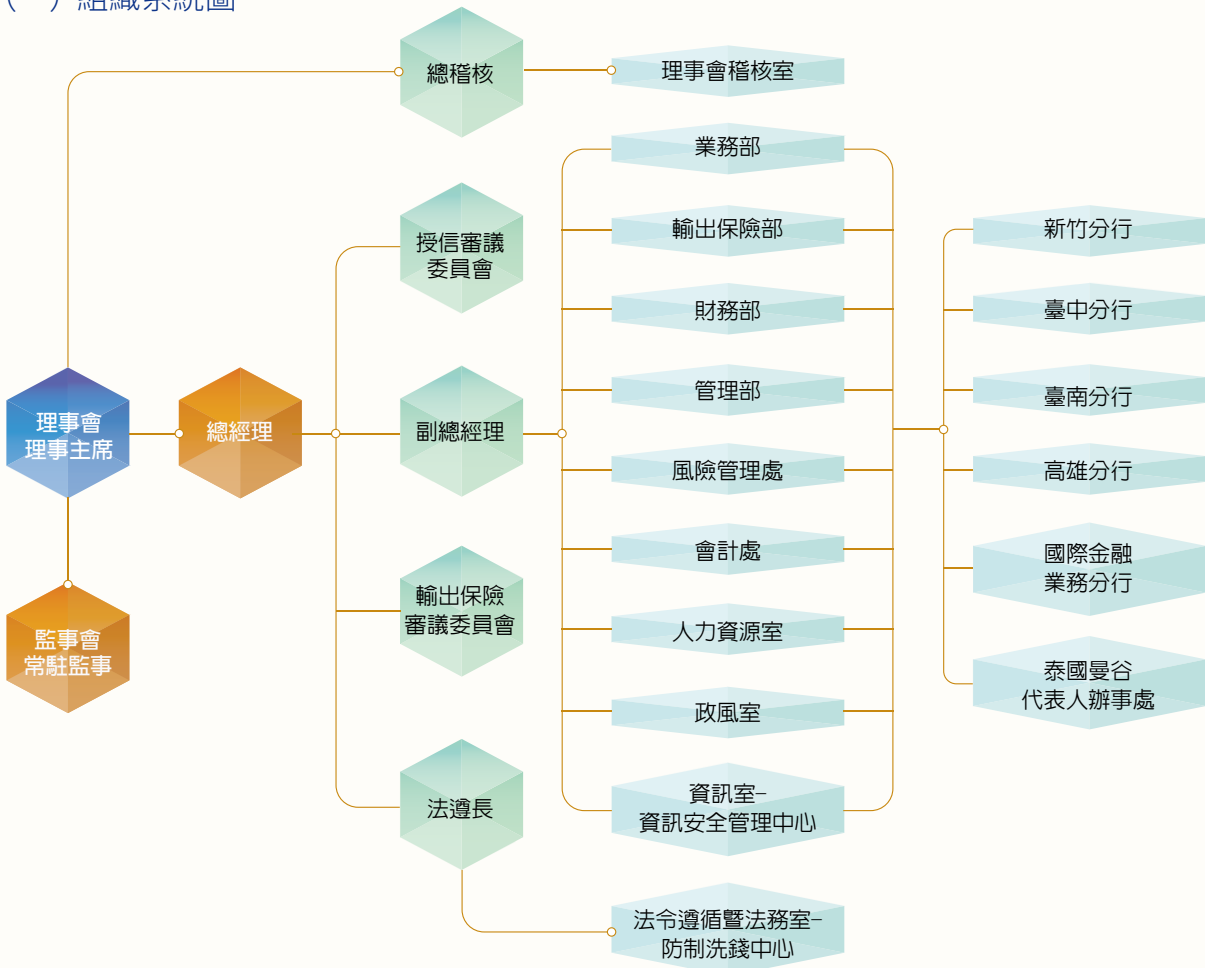 組織系統圖
總稽核
理事會稽核室
業務部
授信審議
委員會
輸出保險部
新竹分行
財務部
臺中分行
理事會
理事主席
總經理
副總經理
管理部
臺南分行
風險管理處
高雄分行
會計處
國際金融
業務分行
輸出保險
審議委員會
監事會
常駐監事
人力資源室
泰國曼谷
代表人辦事處
政風室
法遵長
資訊室-
資訊安全管理中心
法令遵循暨法務室-
防制洗錢中心